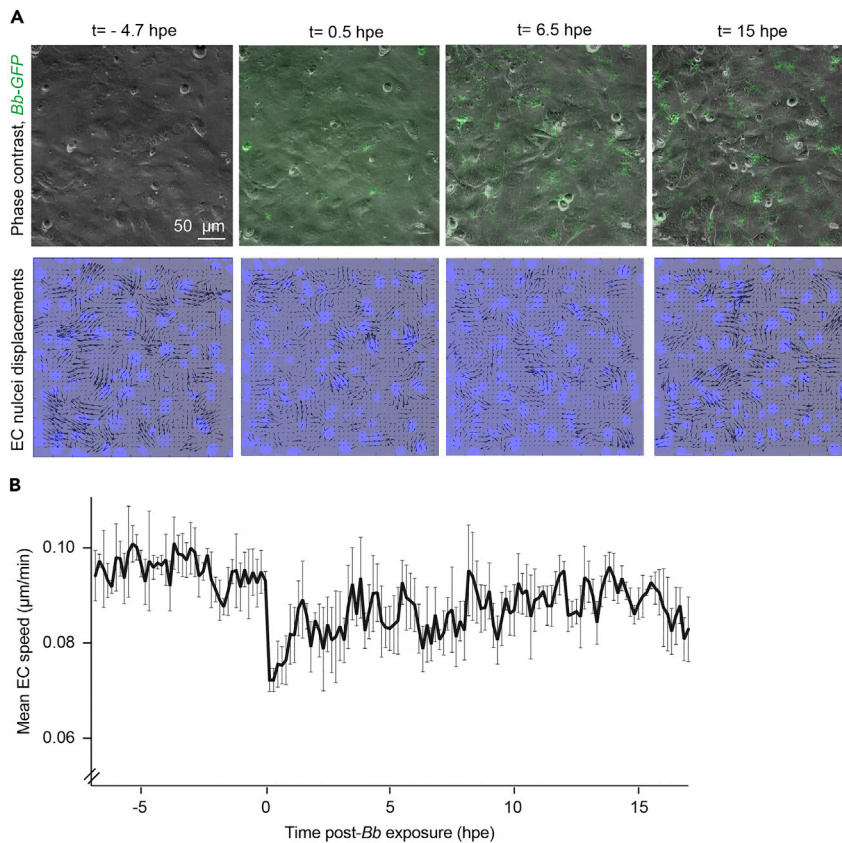 A
t= - 4.7 hpe
t= 0.5 hpe
t= 6.5 hpe
t= 15 hpe
Phase contrast, Bb-GFP
50 μm
EC nulcei displacements
B
Mean EC speed (μm/min)
0.10
0.08
0.06
-5
0
5
10
15
Time post-Bb exposure (hpe)